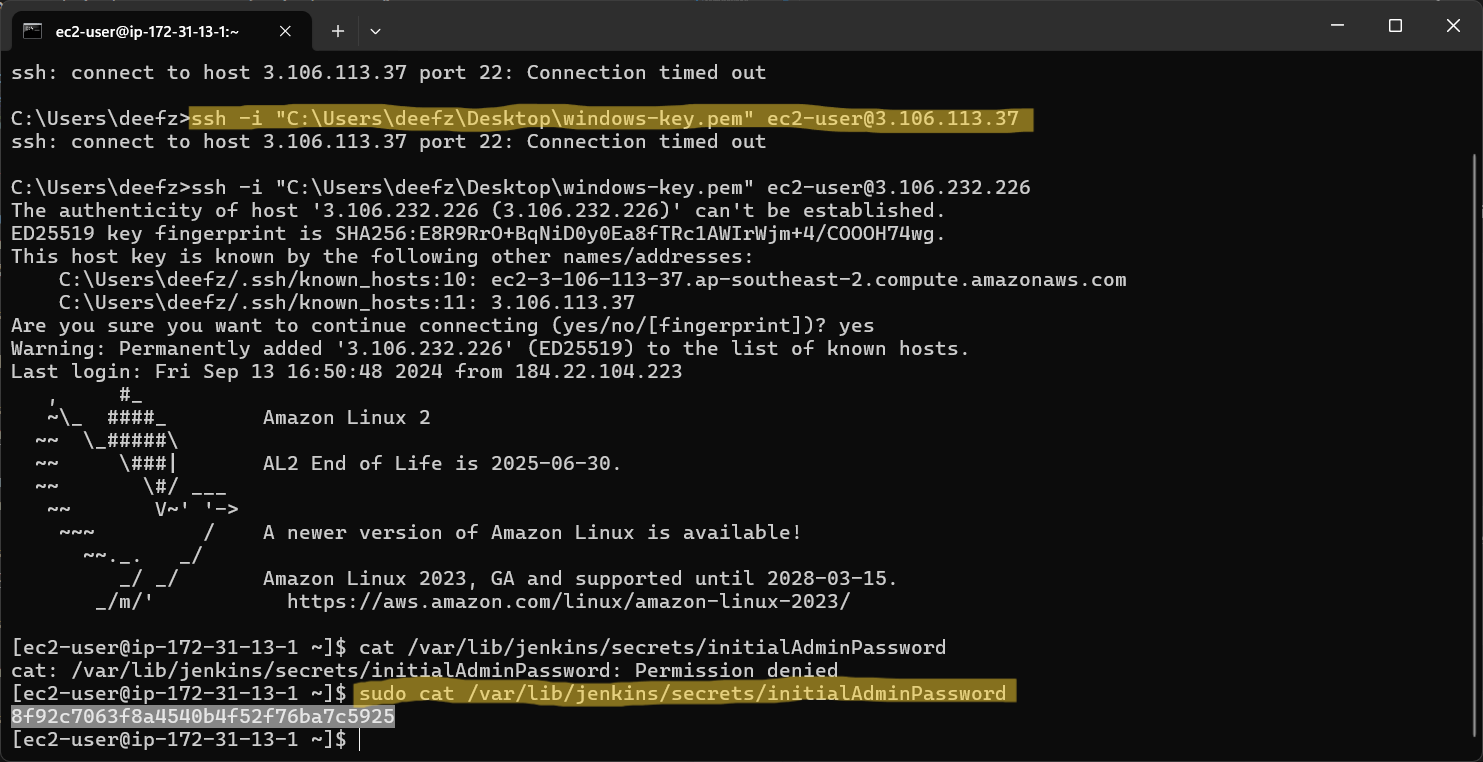 ec2-user@ip-172-31-13-1:~
ssh: connect to host 3.106.113.37 port 22: Connection timed out
C:\Users\deefz>ssh -i "C:\Users\deefz\Desktop\windows-key.pem" ec2-user@3.106.113.37
ssh: connect to host 3.106.113.37 port 22: Connection timed out
C:\Users\deefz>ssh -i "C:\Users\deefz\Desktop\windows-key.pem" ec2-user@3.106.232.226
The authenticity of host '3.106.232.226 (3.106.232.226)' can't be established.
ED25519 key fingerprint is SHA256:E8R9RrO+BqNiD0y0Ea8fTRc1AWIrWjm+4/COOOH74wg.
This host key is known by the following other names/addresses:
    C:\Users\deefz/.ssh/known_hosts:10: ec2-3-106-113-37.ap-southeast-2.compute.amazonaws.com
    C:\Users\deefz/.ssh/known_hosts:11: 3.106.113.37
Are you sure you want to continue connecting (yes/no/[fingerprint])? yes
Warning: Permanently added '3.106.232.226' (ED25519) to the list of known hosts.
Last login: Fri Sep 13 16:50:48 2024 from 184.22.104.223
   ,     #_
   ~\_  ####_        Amazon Linux 2
  ~~  \_#####\
  ~~     \###|       AL2 End of Life is 2025-06-30.
  ~~       \#/ ___
   ~~       V~' '->
    ~~~         /    A newer version of Amazon Linux is available!
      ~~._.   _/
         _/ _/       Amazon Linux 2023, GA and supported until 2028-03-15.
       _/m/'           https://aws.amazon.com/linux/amazon-linux-2023/
[ec2-user@ip-172-31-13-1 ~]$ cat /var/lib/jenkins/secrets/initialAdminPassword
cat: /var/lib/jenkins/secrets/initialAdminPassword: Permission denied
[ec2-user@ip-172-31-13-1 ~]$ sudo cat /var/lib/jenkins/secrets/initialAdminPassword
8f92c7063f8a4540b4f52f76ba7c5925
[ec2-user@ip-172-31-13-1 ~]$